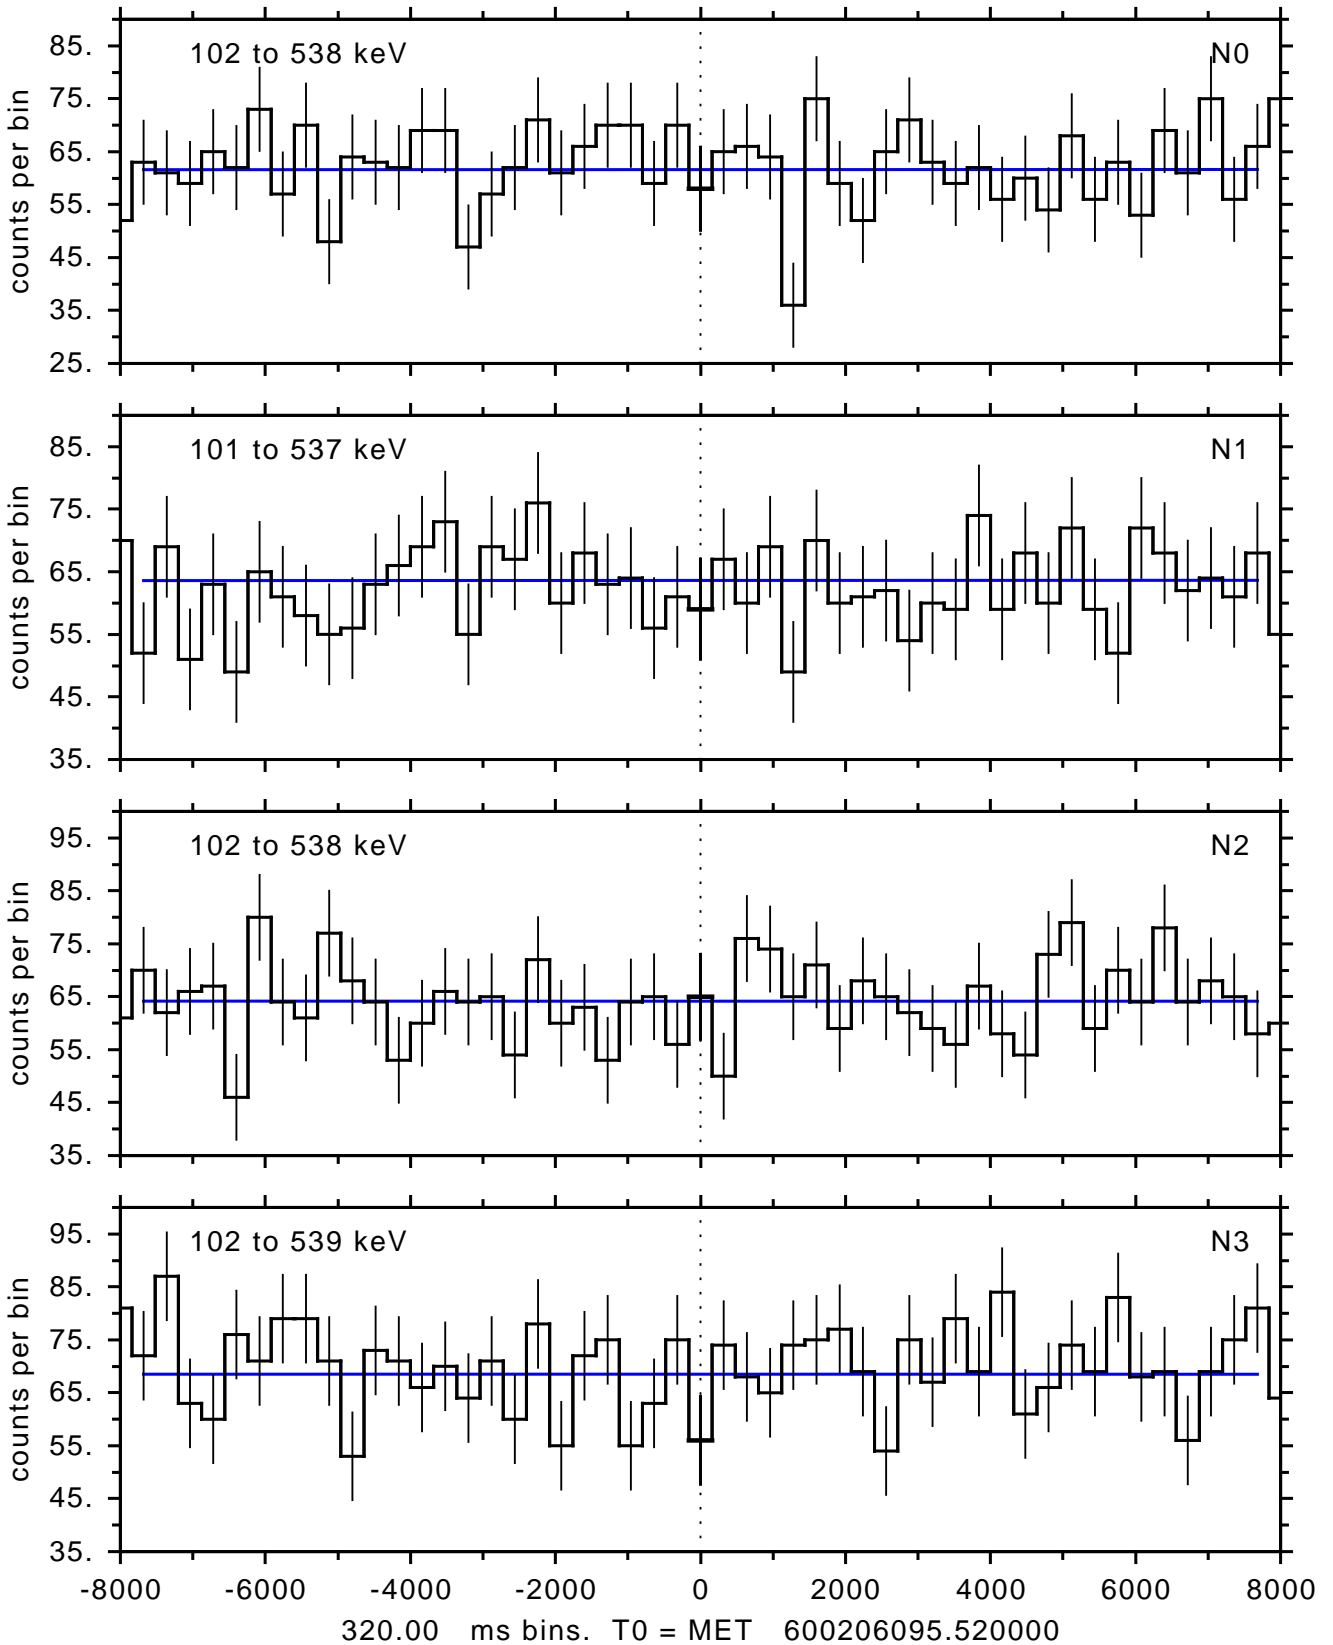 102 to 538 keV N0
85.
75.
65.
55.
45.
35.
25.
counts per bin
101 to 537 keV N1
85.
75.
65.
55.
45.
35.
counts per bin
102 to 538 keV N2
95.
85.
75.
65.
55.
45.
35.
counts per bin
102 to 539 keV N3
95.
85.
75.
65.
55.
45.
35.
counts per bin
-8000 -6000 -4000 -2000 0 2000 4000 6000 8000
320.00 ms bins. T0 = MET 600206095.520000